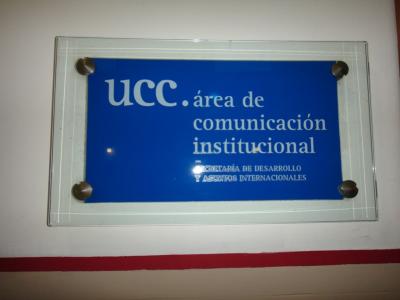 ucc. área de
comunicación
institucional
SECRETARÍA DE DESARROLLO
Y ASUNTOS INTERNACIONALES